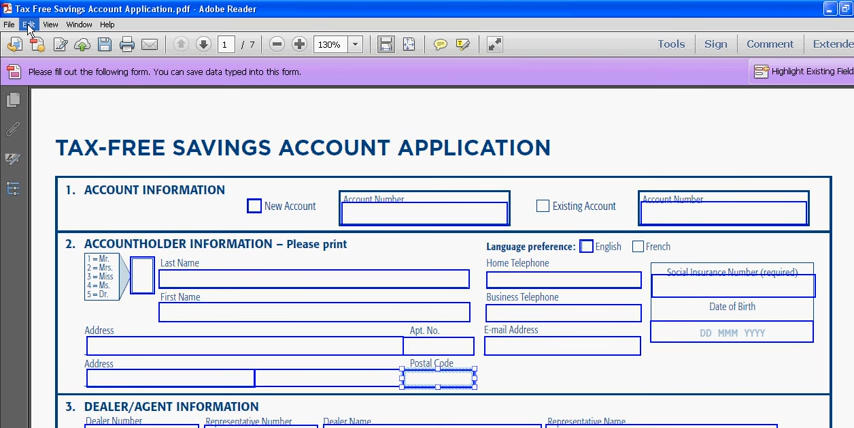 Tax Free Savings Account Application.pdf - Adobe Reader
File Edit View Window Help
1 / 7 130% Tools Sign Comment
Please fill out the following form. You can save data typed into this form. Highlight Existing Field
TAX-FREE SAVINGS ACCOUNT APPLICATION
1. ACCOUNT INFORMATION
New Account Account Number Existing Account Account Number
2. ACCOUNTHOLDER INFORMATION – Please print
Language preference: English French
1 = Mr.
2 = Mrs.
3 = Miss
4 = Ms.
5 = Dr.
Last Name Home Telephone Social Insurance Number (required)
First Name Business Telephone Date of Birth
Address Apt. No. E-mail Address DD MMM YYYY
Address Postal Code
3. DEALER/AGENT INFORMATION
Dealer Number Representative Number Dealer Name Representative Name